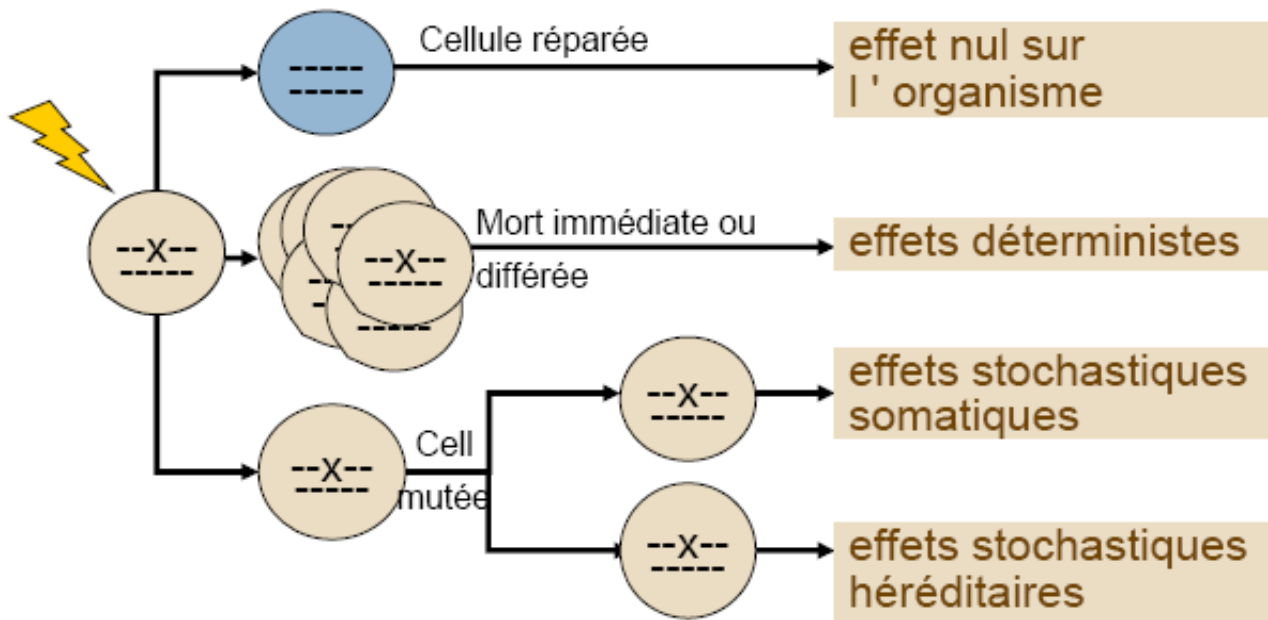 Cellule réparée
-----
-----
effet nul sur
l ' organisme
--x--
-----
Mort immédiate ou
différée
--x--
-----
effets déterministes
Cell
mutée
--x--
-----
--x--
-----
effets stochastiques
somatiques
--x--
-----
effets stochastiques
héréditaires